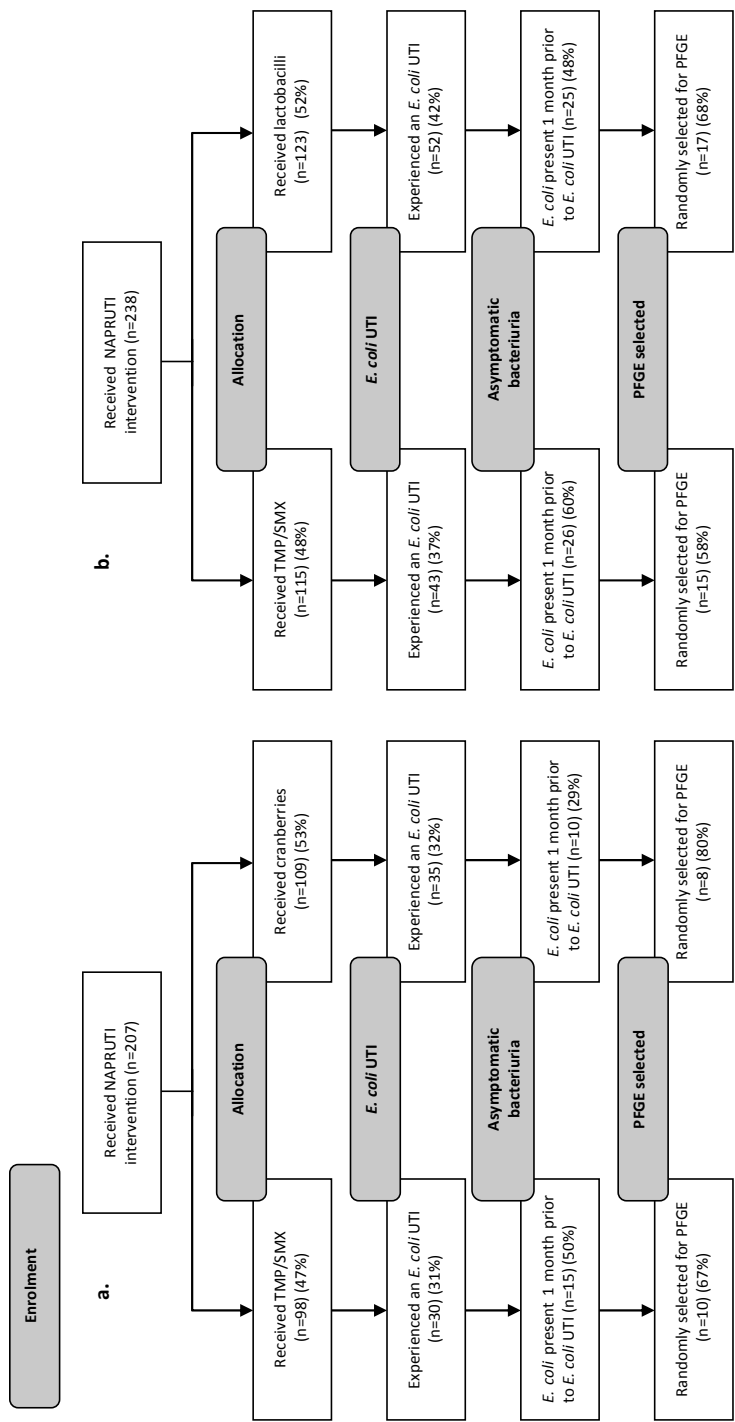 Enrolment
a.
Received NAPRUTI
intervention (n=207)
Allocation
Received TMP/SMX
(n=98) (47%)
Received cranberries
(n=109) (53%)
E. coli UTI
Experienced an E. coli UTI
(n=30) (31%)
Experienced an E. coli UTI
(n=35) (32%)
Asymptomatic
bacteriuria
E. coli present 1 month prior
to E. coli UTI (n=15) (50%)
E. coli present 1 month prior
to E. coli UTI (n=10) (29%)
PFGE selected
Randomly selected for PFGE
(n=10) (67%)
Randomly selected for PFGE
(n=8) (80%)
b.
Received NAPRUTI
intervention (n=238)
Allocation
Received TMP/SMX
(n=115) (48%)
Received lactobacilli
(n=123) (52%)
E. coli UTI
Experienced an E. coli UTI
(n=43) (37%)
Experienced an E. coli UTI
(n=52) (42%)
Asymptomatic
bacteriuria
E. coli present 1 month prior
to E. coli UTI (n=26) (60%)
E. coli present 1 month prior
to E. coli UTI (n=25) (48%)
PFGE selected
Randomly selected for PFGE
(n=15) (58%)
Randomly selected for PFGE
(n=17) (68%)